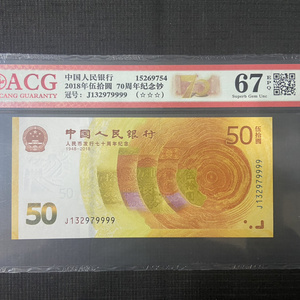 ACG
CANG GUARANTY
中国人民银行 15269754
2018年伍拾圆 70周年纪念钞
冠号: J132979999 (☆☆☆)
67 EPQ
Superb Gem Unc
中国人民银行
人民币发行七十周年纪念
1948-2018
50 伍拾圆
50
J132979999